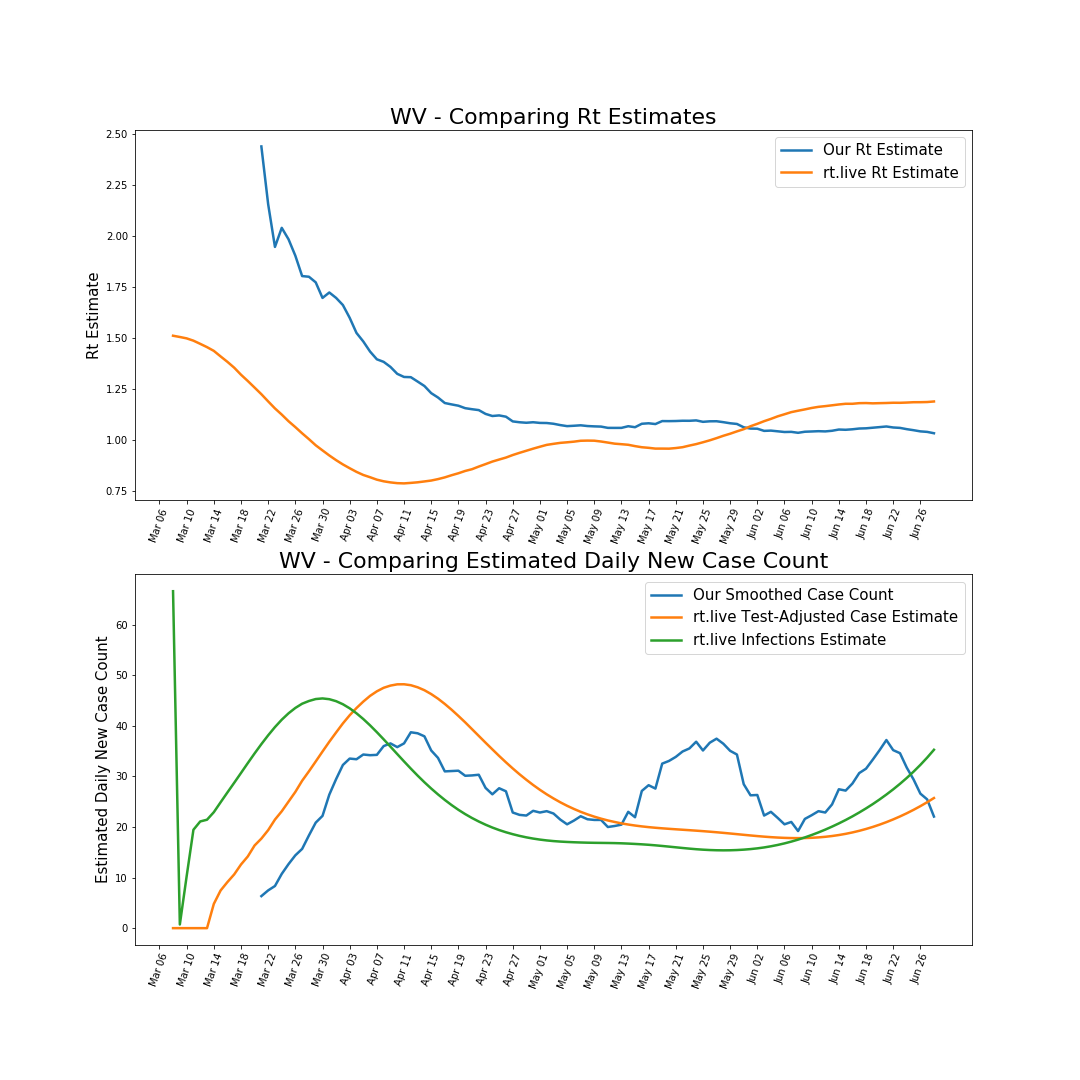 WV - Comparing Rt Estimates
Rt Estimate
2.50
2.25
2.00
1.75
1.50
1.25
1.00
0.75
Our Rt Estimate
rt.live Rt Estimate
Mar 06 Mar 10 Mar 14 Mar 18 Mar 22 Mar 26 Mar 30 Apr 03 Apr 07 Apr 11 Apr 15 Apr 19 Apr 23 Apr 27 May 01 May 05 May 09 May 13 May 17 May 21 May 25 May 29 Jun 02 Jun 06 Jun 10 Jun 14 Jun 18 Jun 22 Jun 26
WV - Comparing Estimated Daily New Case Count
Estimated Daily New Case Count
60
50
40
30
20
10
0
Our Smoothed Case Count
rt.live Test-Adjusted Case Estimate
rt.live Infections Estimate
Mar 06 Mar 10 Mar 14 Mar 18 Mar 22 Mar 26 Mar 30 Apr 03 Apr 07 Apr 11 Apr 15 Apr 19 Apr 23 Apr 27 May 01 May 05 May 09 May 13 May 17 May 21 May 25 May 29 Jun 02 Jun 06 Jun 10 Jun 14 Jun 18 Jun 22 Jun 26